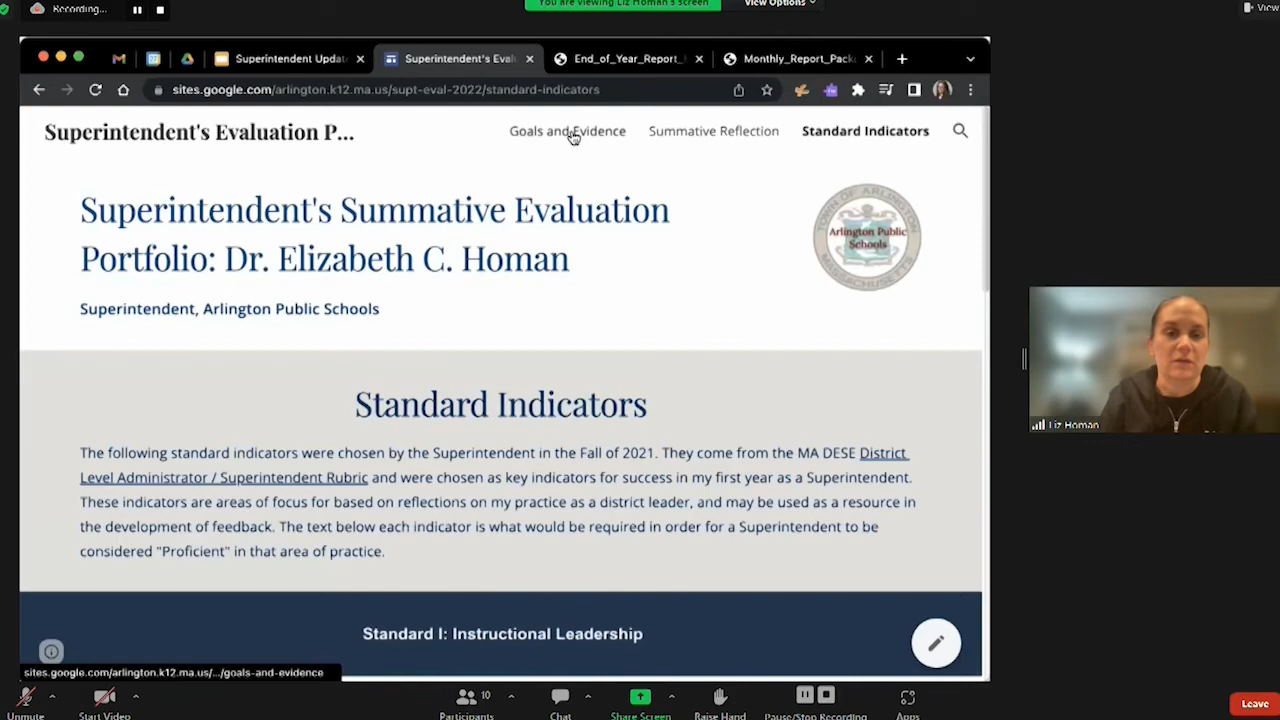 Recording...
You are viewing Liz Homan's screen
View Options
View
Superintendent Updat
Superintendent's Eval
End_of_Year_Report_
Monthly_Report_Pack
sites.google.com/arlington.k12.ma.us/supt-eval-2022/standard-indicators
Superintendent's Evaluation P...
Goals and Evidence
Summative Reflection
Standard Indicators
Superintendent's Summative Evaluation
Portfolio: Dr. Elizabeth C. Homan
Superintendent, Arlington Public Schools
TOWN OF ARLINGTON
Arlington Public
Schools
MASSACHUSETTS
Standard Indicators
The following standard indicators were chosen by the Superintendent in the Fall of 2021. They come from the MA DESE District
Level Administrator / Superintendent Rubric and were chosen as key indicators for success in my first year as a Superintendent.
These indicators are areas of focus for based on reflections on my practice as a district leader, and may be used as a resource in
the development of feedback. The text below each indicator is what would be required in order for a Superintendent to be
considered "Proficient" in that area of practice.
Standard I: Instructional Leadership
sites.google.com/arlington.k12.ma.us/.../goals-and-evidence
Liz Homan
Unmute
Start Video
Participants
10
Chat
Share Screen
Raise Hand
Pause/Stop Recording
Apps
Leave